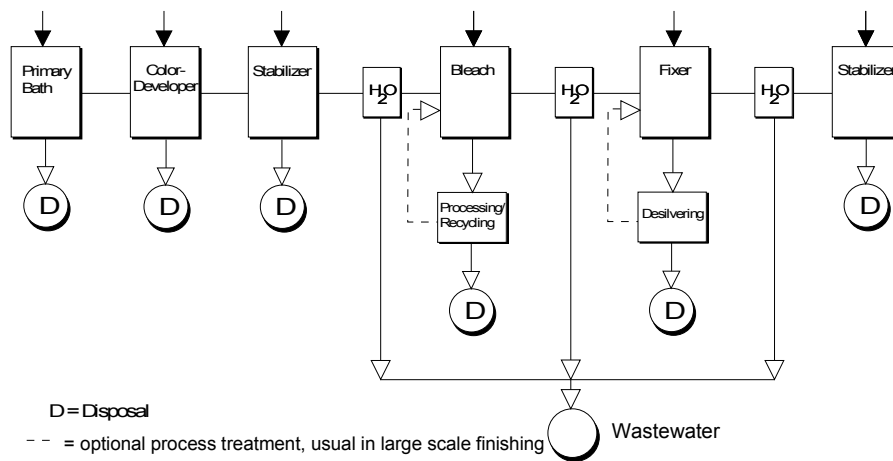 Primary
Bath
Color-
Developer
Stabilizer
H2O
Bleach
H2O
Fixer
H2O
Stabilizer
D
D
D
Processing/
Recycling
Desilvering
D
D
D
D = Disposal
- - = optional process treatment, usual in large scale finishing
Wastewater